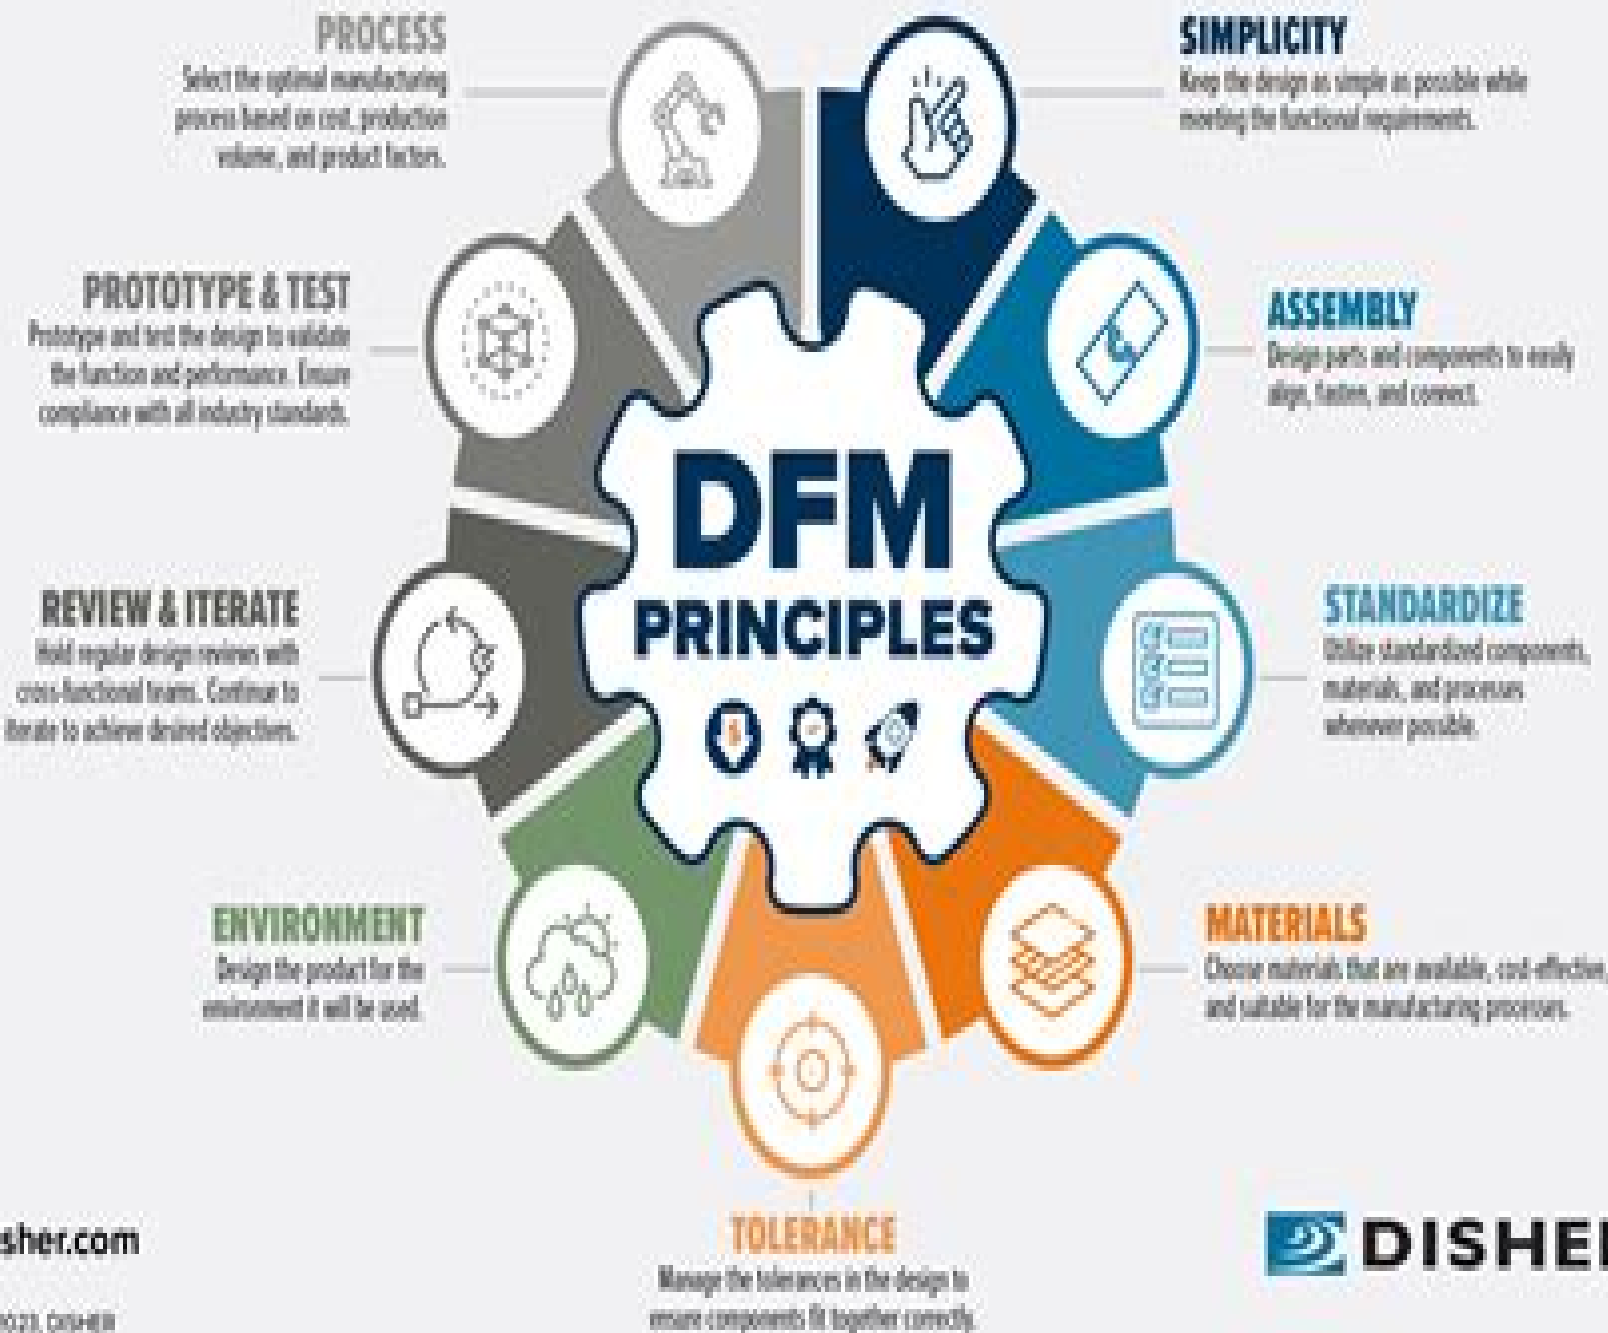 PROCESS
Select the optimal manufacturing
process based on cost, production
volume, and product factors.
SIMPLICITY
Keep the design as simple as possible while
meeting the functional requirements.
PROTOTYPE & TEST
Prototype and test the design to validate
the function and performance. Ensure
compliance with all industry standards.
ASSEMBLY
Design parts and components to easily
align, fasten, and connect.
DFM
PRINCIPLES
REVIEW & ITERATE
Hold regular design reviews with
cross-functional teams. Continue to
iterate to achieve desired objectives.
STANDARDIZE
Utilize standardized components,
materials, and processes
whenever possible.
ENVIRONMENT
Design the product for the
environment it will be used.
MATERIALS
Choose materials that are available, cost-effective,
and suitable for the manufacturing processes.
TOLERANCE
Manage the tolerances in the design to
ensure components fit together correctly.
sher.com
DISHE
2023, DISHER